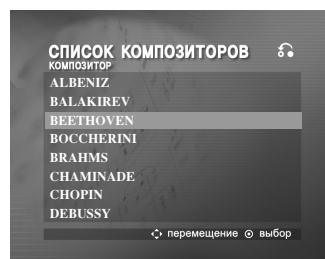 СПИСОК КОМПОЗИТОРОВ
КОМПОЗИТОР
ALBENIZ
BALAKIREV
BEETHOVEN
BOCCHERINI
BRAHMS
CHAMINADE
CHOPIN
DEBUSSY
перемещение выбор